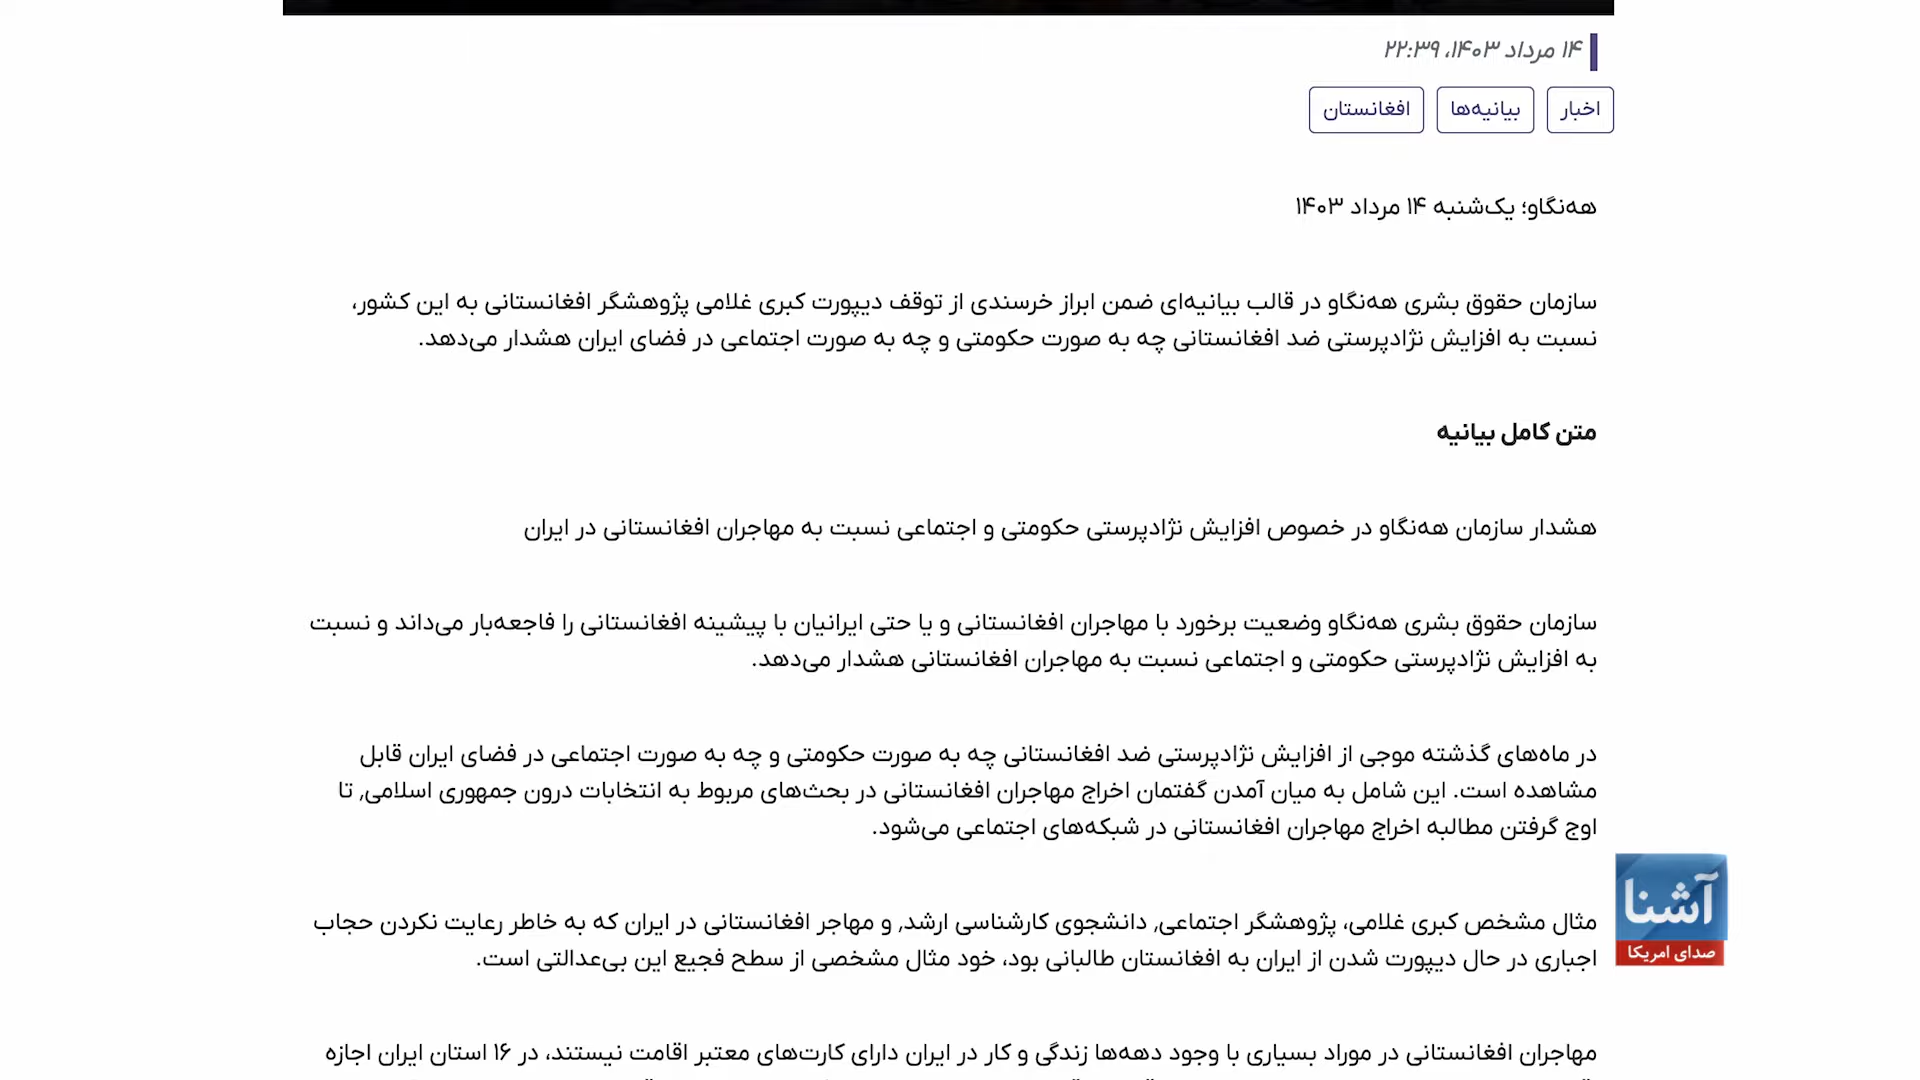 ۱۴ مرداد ۱۴۰۳، ۲۲:۳۹
اخبار بیانیه‌ها افغانستان
هه‌نگاو؛ یک‌شنبه ۱۴ مرداد ۱۴۰۳
سازمان حقوق بشری هه‌نگاو در قالب بیانیه‌ای ضمن ابراز خرسندی از توقف دیپورت کبری غلامی پژوهشگر افغانستانی به این کشور،
نسبت به افزایش نژادپرستی ضد افغانستانی چه به صورت حکومتی و چه به صورت اجتماعی در فضای ایران هشدار می‌دهد.
متن کامل بیانیه
هشدار سازمان هه‌نگاو در خصوص افزایش نژادپرستی حکومتی و اجتماعی نسبت به مهاجران افغانستانی در ایران
سازمان حقوق بشری هه‌نگاو وضعیت برخورد با مهاجران افغانستانی و یا حتی ایرانیان با پیشینه افغانستانی را فاجعه‌بار می‌داند و نسبت
به افزایش نژادپرستی حکومتی و اجتماعی نسبت به مهاجران افغانستانی هشدار می‌دهد.
در ماه‌های گذشته موجی از افزایش نژادپرستی ضد افغانستانی چه به صورت حکومتی و چه به صورت اجتماعی در فضای ایران قابل
مشاهده است. این شامل به میان آمدن گفتمان اخراج مهاجران افغانستانی در بحث‌های مربوط به انتخابات درون جمهوری اسلامی٬ تا
اوج گرفتن مطالبه اخراج مهاجران افغانستانی در شبکه‌های اجتماعی می‌شود.
مثال مشخص کبری غلامی، پژوهشگر اجتماعی٬ دانشجوی کارشناسی ارشد٬ و مهاجر افغانستانی در ایران که به خاطر رعایت نکردن حجاب
اجباری در حال دیپورت شدن از ایران به افغانستان طالبانی بود، خود مثال مشخصی از سطح فجیع این بی‌عدالتی است.
مهاجران افغانستانی در موراد بسیاری با وجود دهه‌ها زندگی و کار در ایران دارای کارت‌های معتبر اقامت نیستند، در ۱۶ استان ایران اجازه
آشنا
صدای امریکا